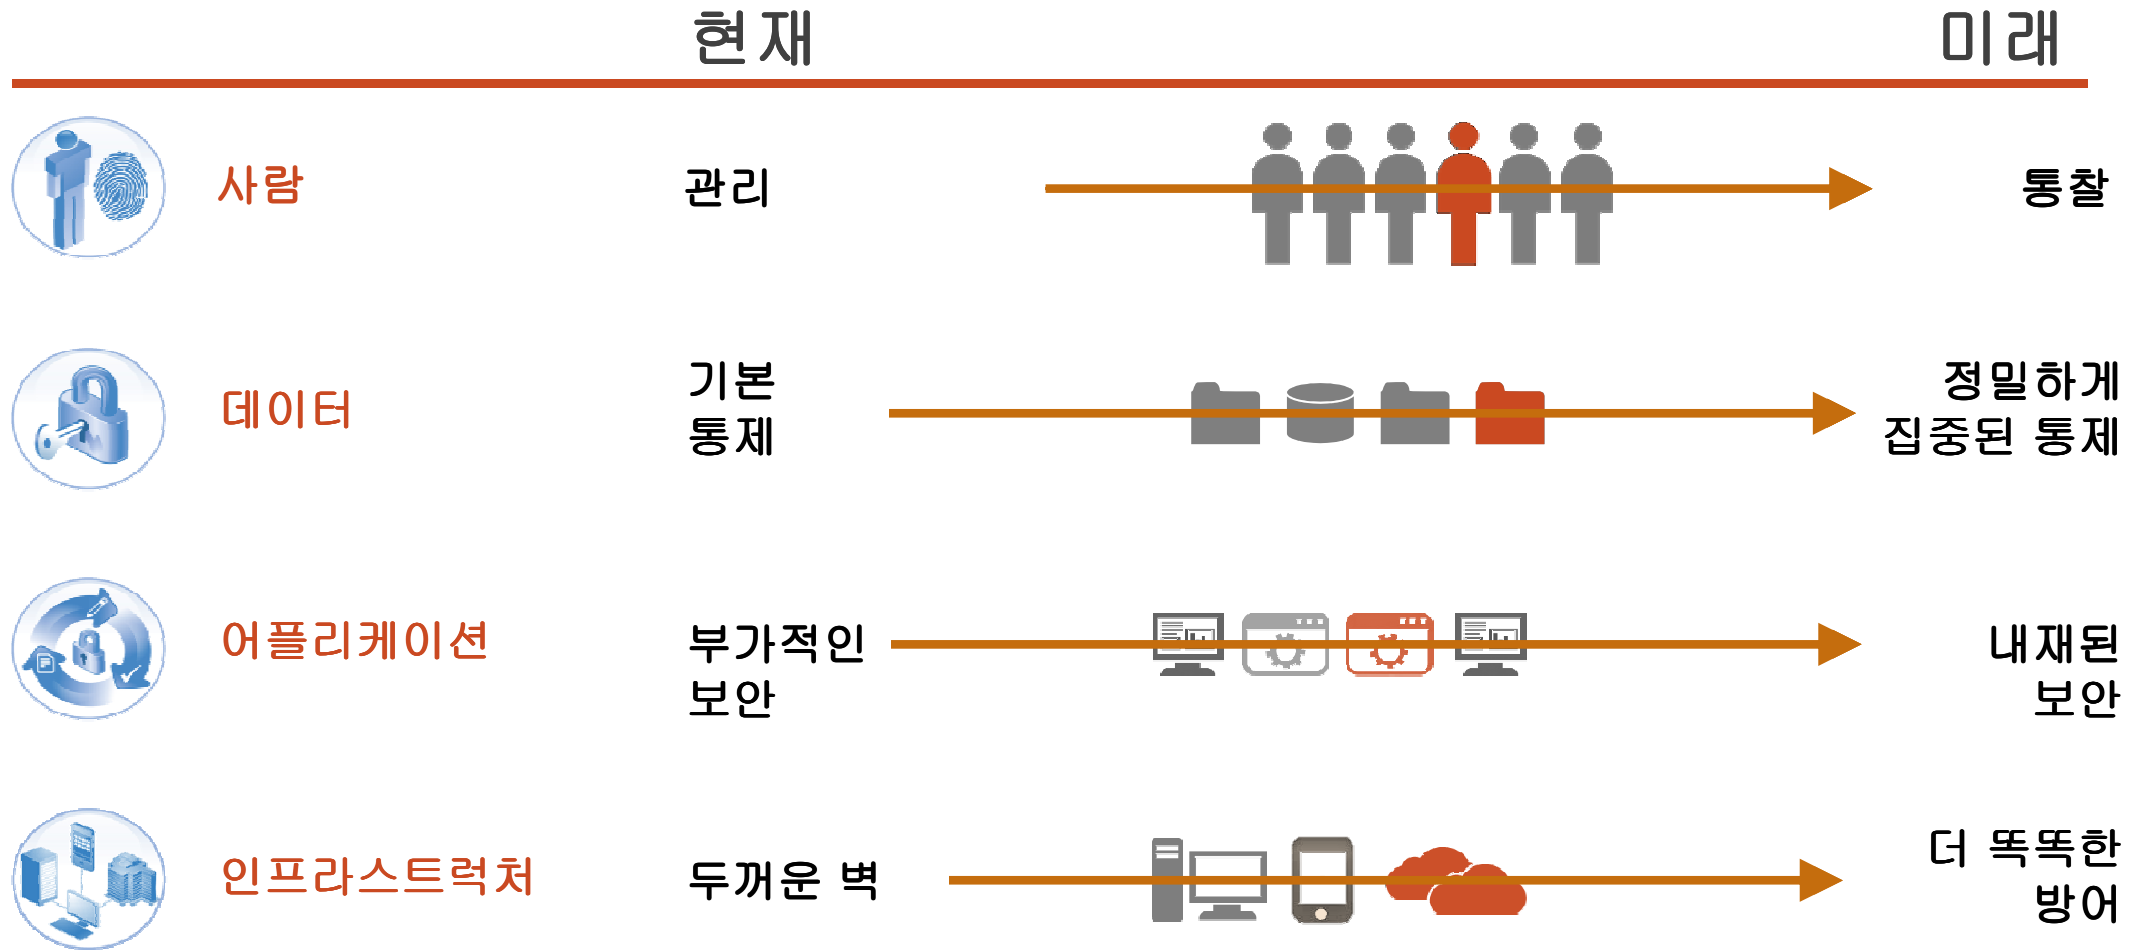 현재
미래
사람
관리
통찰
데이터
기본
통제
정밀하게
집중된 통제
어플리케이션
부가적인
보안
내재된
보안
인프라스트럭처
두꺼운 벽
더 똑똑한
방어